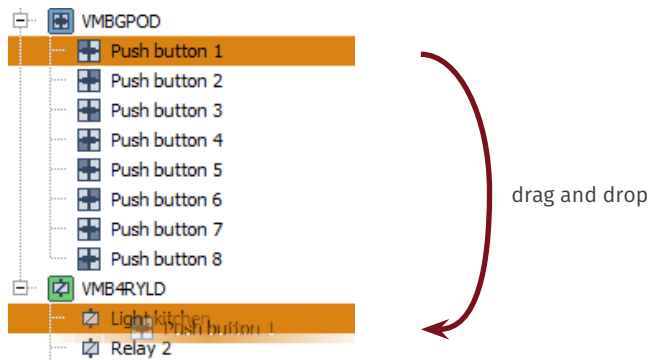 VMBGPOD
Push button 1
Push button 2
Push button 3
Push button 4
Push button 5
Push button 6
Push button 7
Push button 8
drag and drop
VMB4RYLD
Light kitchen
Push button 1
Relay 2